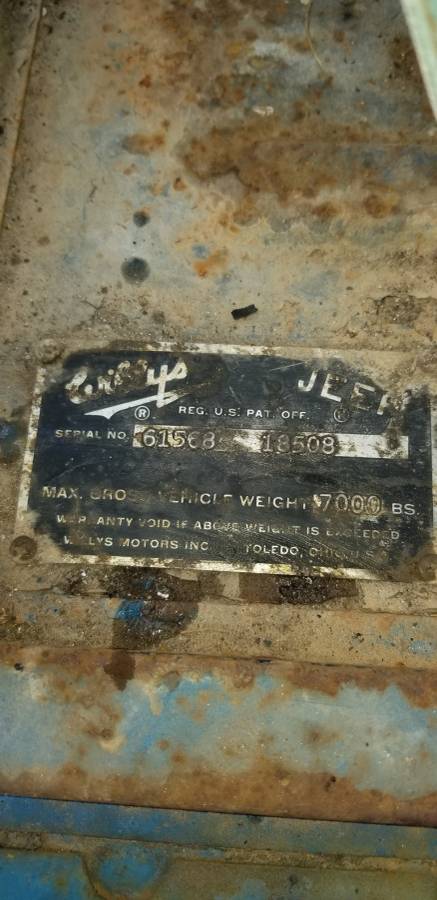 Willys JEEP
® REG. U.S. PAT. OFF. ®
SERIAL NO. 61568 18508
MAX. GROSS VEHICLE WEIGHT 7000 LBS.
WARRANTY VOID IF ABOVE WEIGHT IS EXCEEDED
WILLYS MOTORS INC. TOLEDO, OHIO, U.S.A.